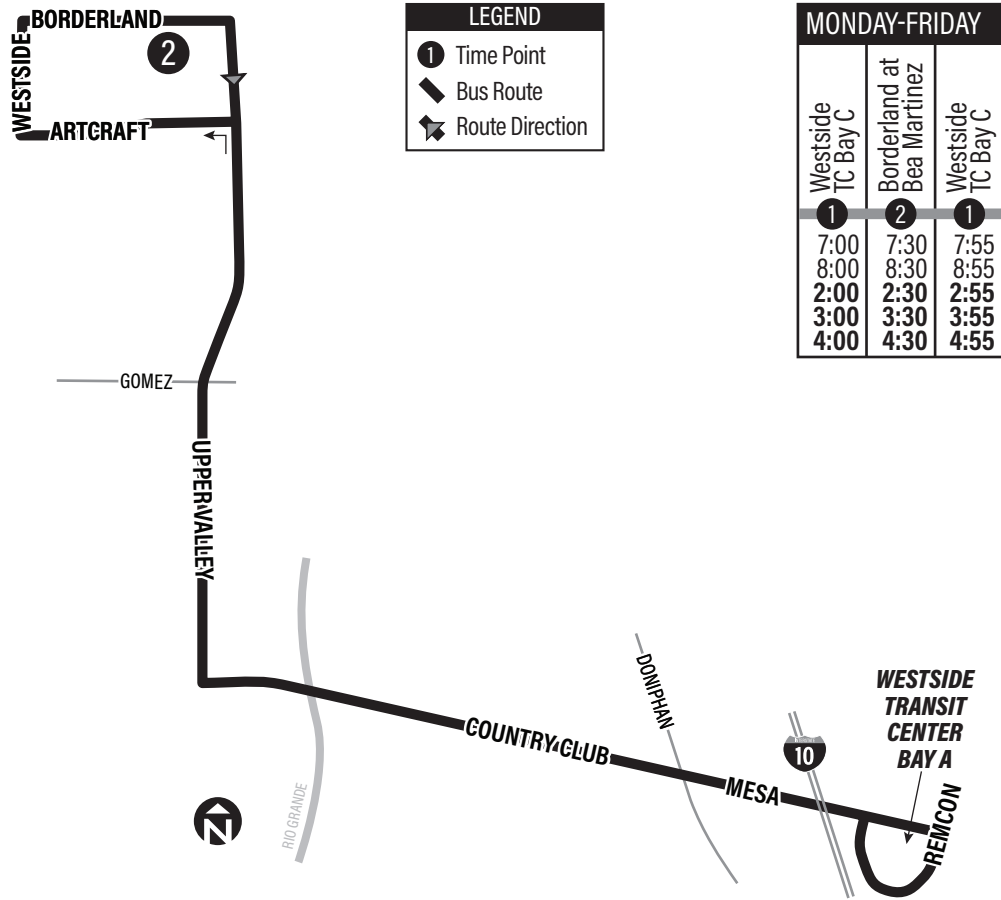 BORDERLAND
2
WESTSIDE
ARTCRAFT
GOMEZ
UPPER VALLEY
RIO GRANDE
N
COUNTRY CLUB
DONIPHAN
MESA
10
WESTSIDE
TRANSIT
CENTER
BAY A
REMCON
LEGEND
1 Time Point
Bus Route
Route Direction
MONDAY-FRIDAY
Westside
TC Bay C
Borderland at
Bea Martinez
Westside
TC Bay C
1 2 1
7:00 7:30 7:55
8:00 8:30 8:55
2:00 2:30 2:55
3:00 3:30 3:55
4:00 4:30 4:55